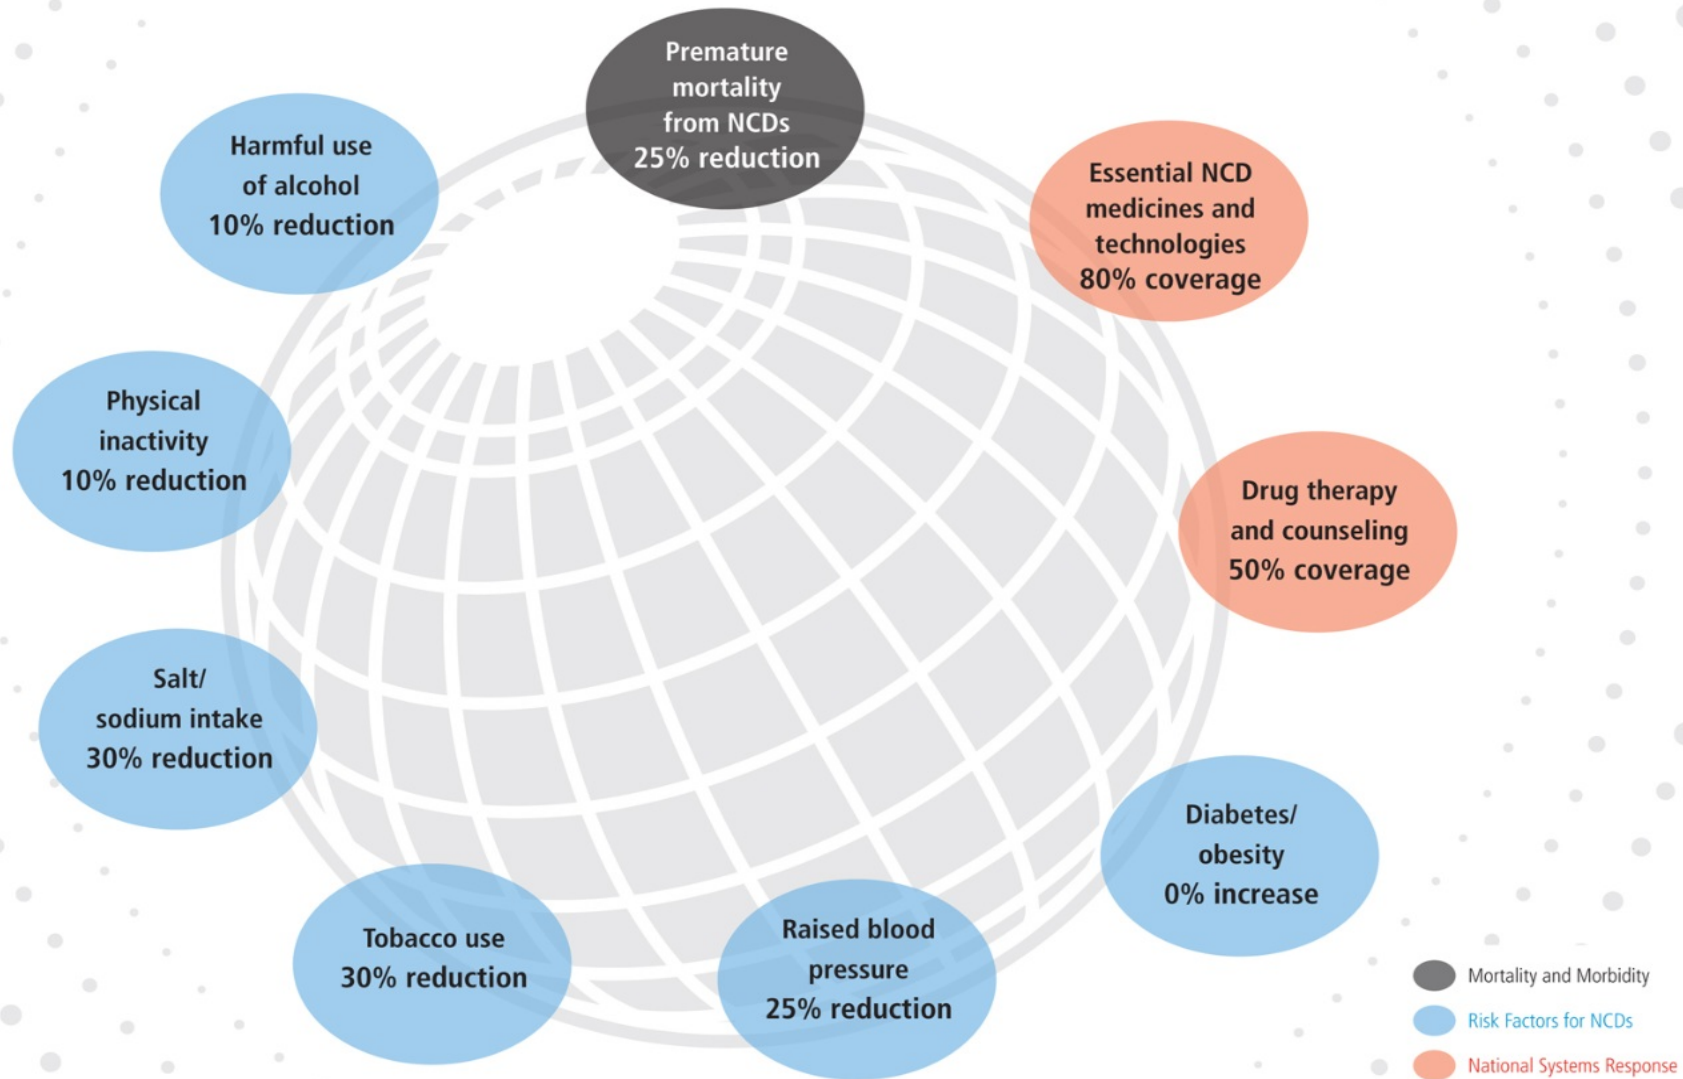 Premature
mortality
from NCDs
25% reduction
Harmful use
of alcohol
10% reduction
Essential NCD
medicines and
technologies
80% coverage
Physical
inactivity
10% reduction
Drug therapy
and counseling
50% coverage
Salt/
sodium intake
30% reduction
Diabetes/
obesity
0% increase
Tobacco use
30% reduction
Raised blood
pressure
25% reduction
Mortality and Morbidity
Risk Factors for NCDs
National Systems Response